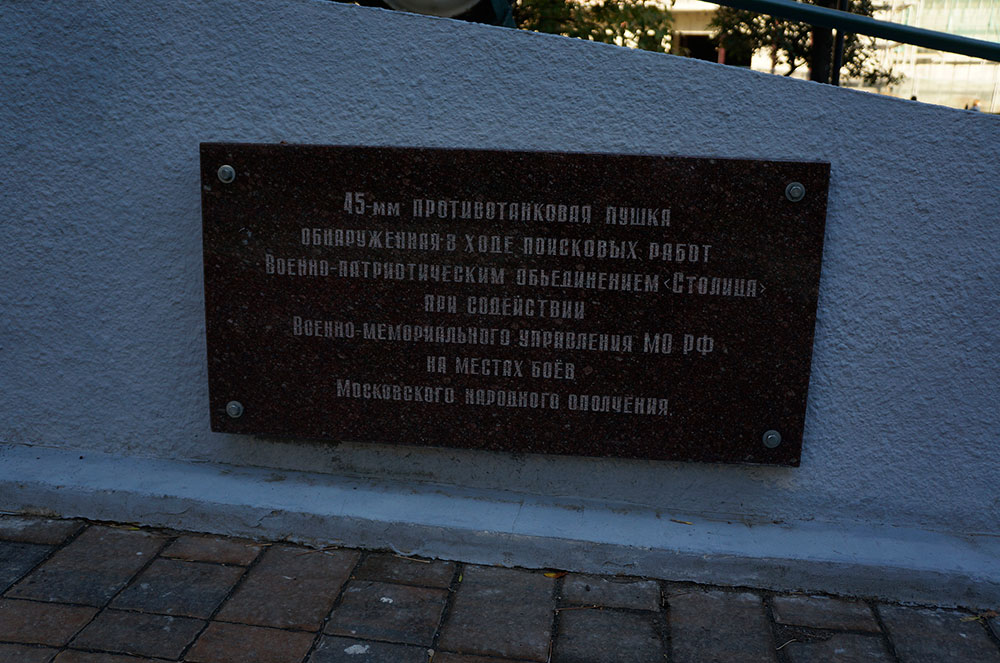 45-мм противотанковая пушка
обнаруженная в ходе поисковых работ
Военно-патриотическим объединением <Столица>
при содействии
Военно-мемориального управления МО РФ
на местах боёв
Московского народного ополчения.